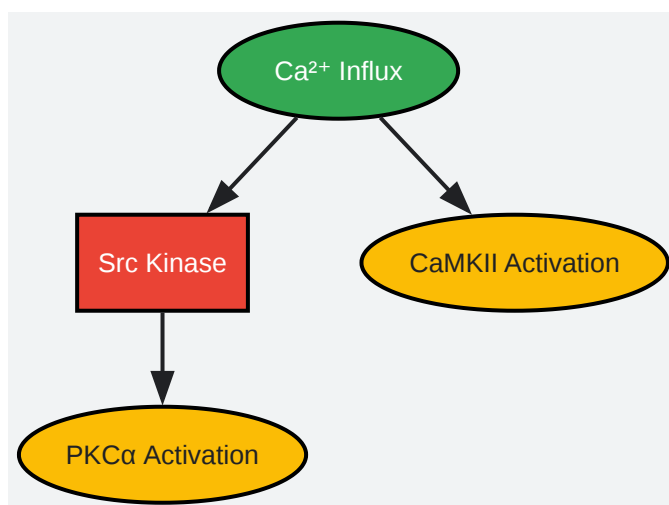 Ca²⁺ Influx
Src Kinase
CaMKII Activation
PKCα Activation